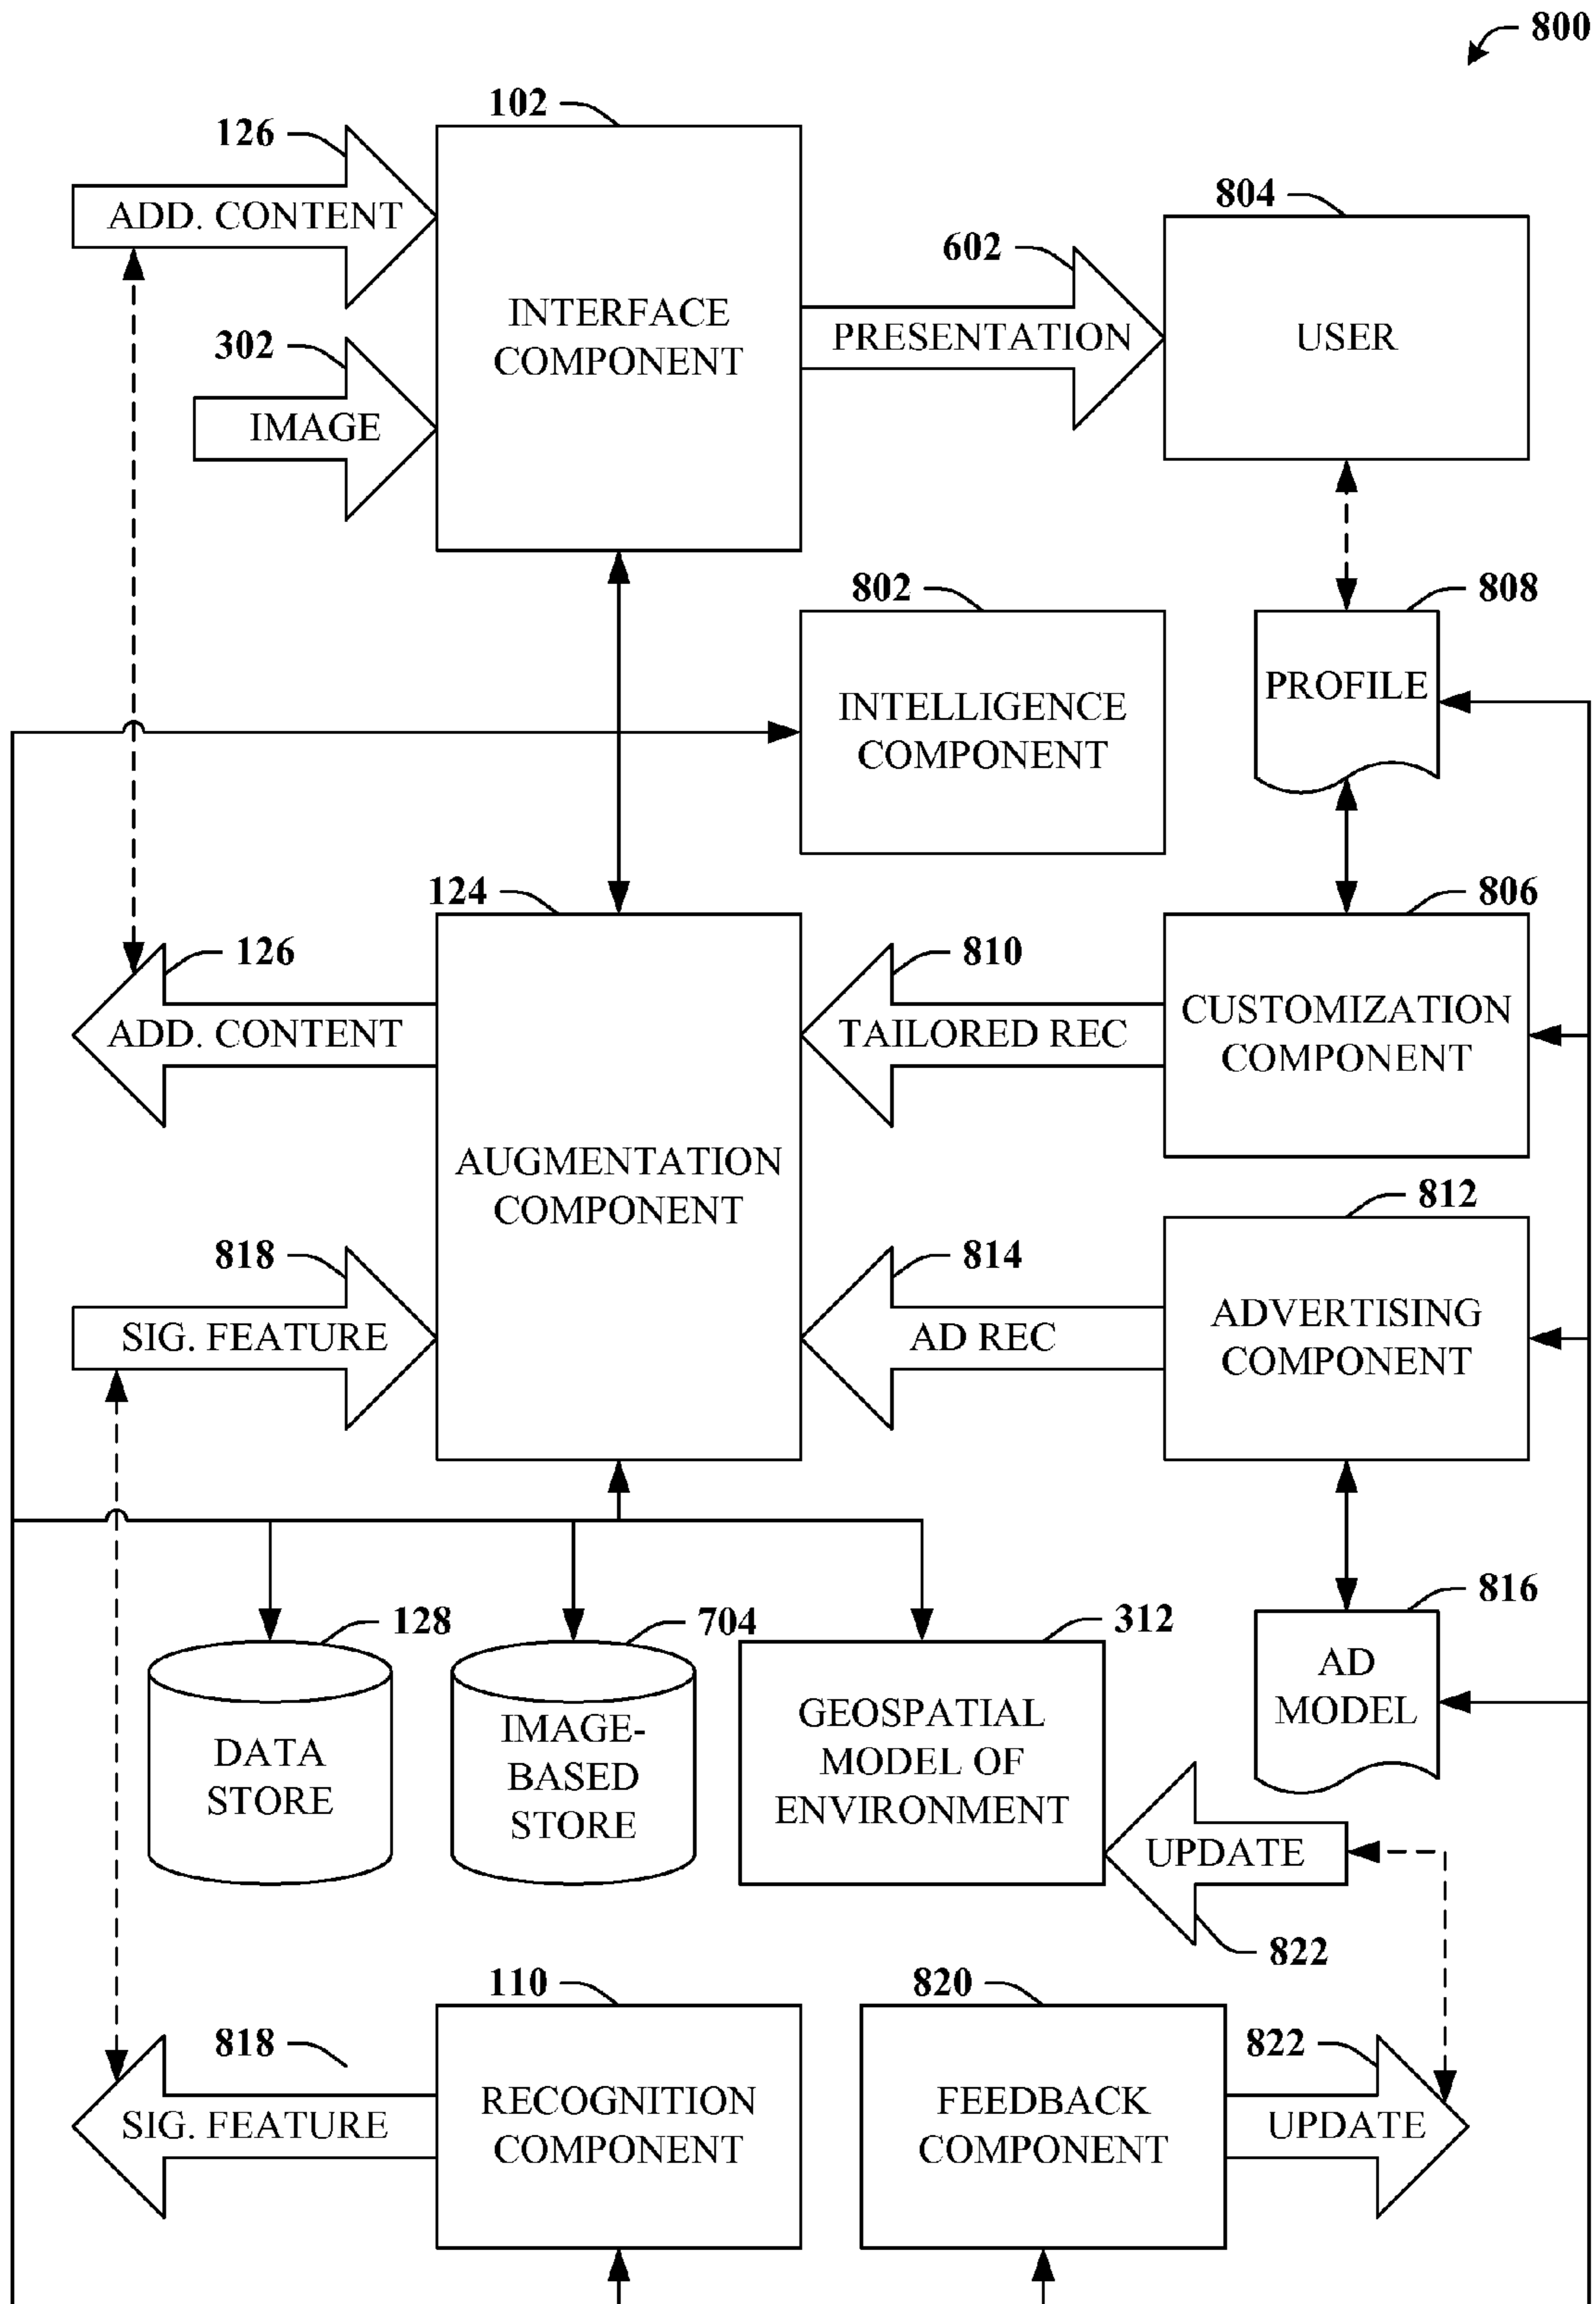 800
102
126
ADD. CONTENT
804
602
INTERFACE
COMPONENT
PRESENTATION
USER
302
IMAGE
802
808
PROFILE
INTELLIGENCE
COMPONENT
124
806
126
810
ADD. CONTENT
TAILORED REC
CUSTOMIZATION
COMPONENT
AUGMENTATION
COMPONENT
812
818
814
SIG. FEATURE
AD REC
ADVERTISING
COMPONENT
816
128
704
312
AD
MODEL
DATA
STORE
IMAGE-
BASED
STORE
GEOSPATIAL
MODEL OF
ENVIRONMENT
UPDATE
822
110
820
818
822
SIG. FEATURE
RECOGNITION
COMPONENT
FEEDBACK
COMPONENT
UPDATE